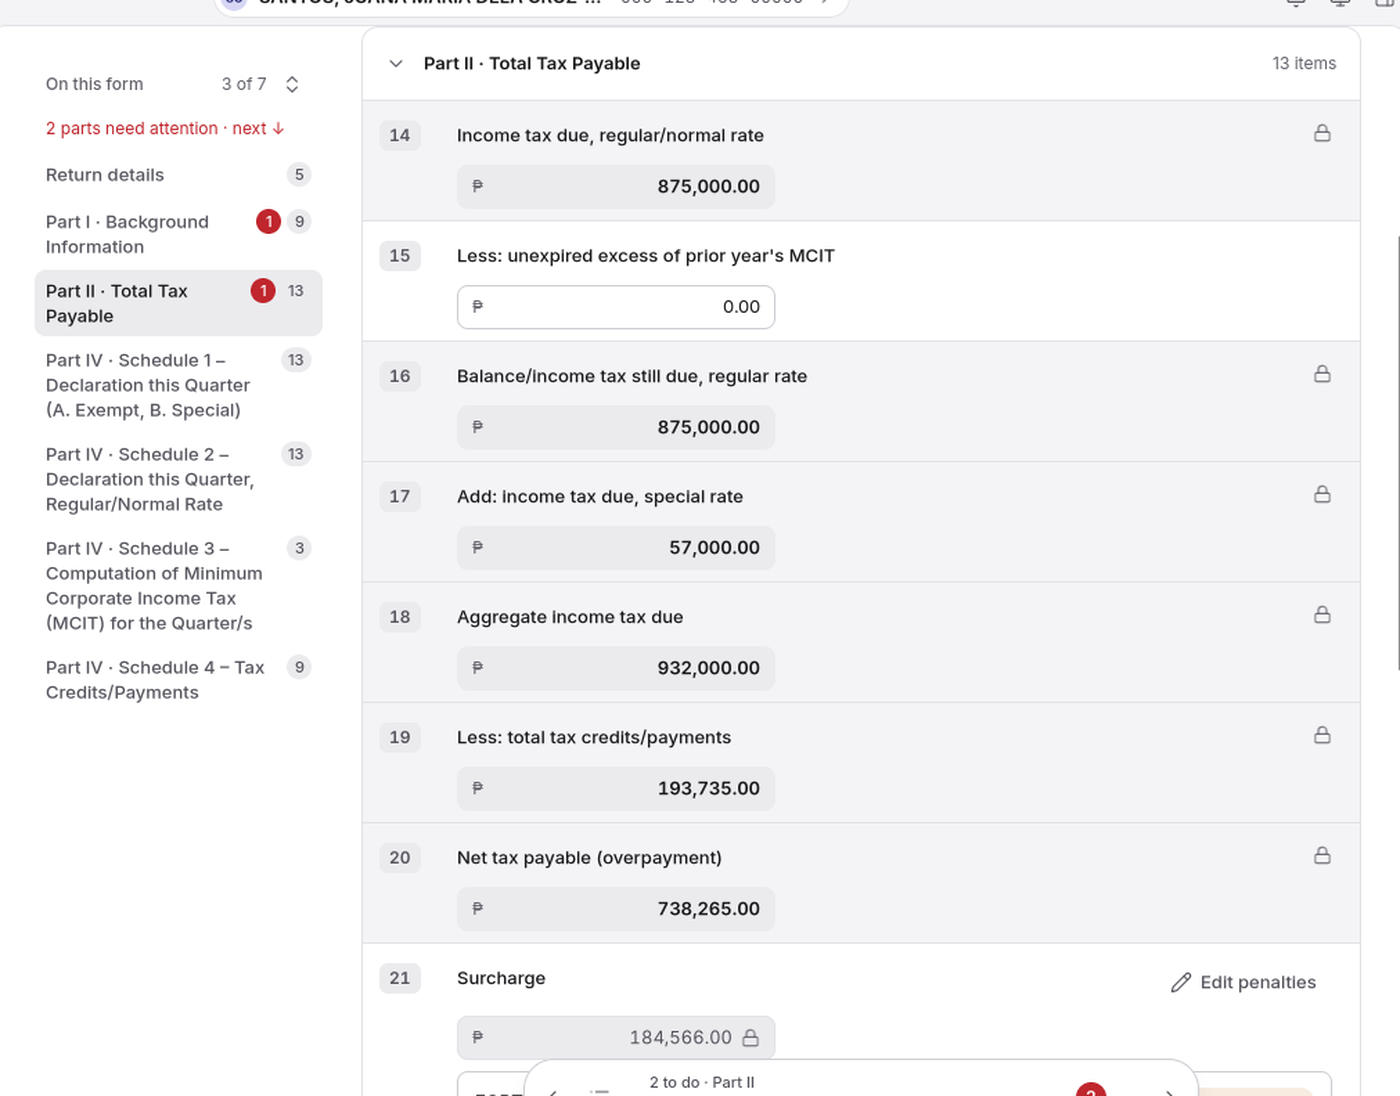 On this form 3 of 7
2 parts need attention · next ↓
Return details 5
Part I · Background 1 9
Information
Part II · Total Tax 1 13
Payable
Part IV · Schedule 1 – 13
Declaration this Quarter
(A. Exempt, B. Special)
Part IV · Schedule 2 – 13
Declaration this Quarter,
Regular/Normal Rate
Part IV · Schedule 3 – 3
Computation of Minimum
Corporate Income Tax
(MCIT) for the Quarter/s
Part IV · Schedule 4 – Tax 9
Credits/Payments
Part II · Total Tax Payable 13 items
14 Income tax due, regular/normal rate
₱ 875,000.00
15 Less: unexpired excess of prior year's MCIT
₱ 0.00
16 Balance/income tax still due, regular rate
₱ 875,000.00
17 Add: income tax due, special rate
₱ 57,000.00
18 Aggregate income tax due
₱ 932,000.00
19 Less: total tax credits/payments
₱ 193,735.00
20 Net tax payable (overpayment)
₱ 738,265.00
21 Surcharge Edit penalties
₱ 184,566.00
2 to do · Part II